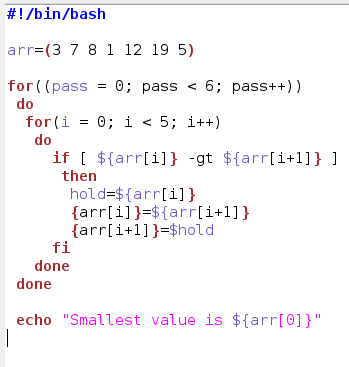 #!/bin/bash
arr=(3 7 8 1 12 19 5)
for((pass = 0; pass < 6; pass++))
do
for(i = 0; i < 5; i++)
do
if [ ${arr[i]} -gt ${arr[i+1]} ]
then
hold=${arr[i]}
{arr[i]}=${arr[i+1]}
{arr[i+1]}=$hold
fi
done
done
echo "Smallest value is ${arr[0]}"